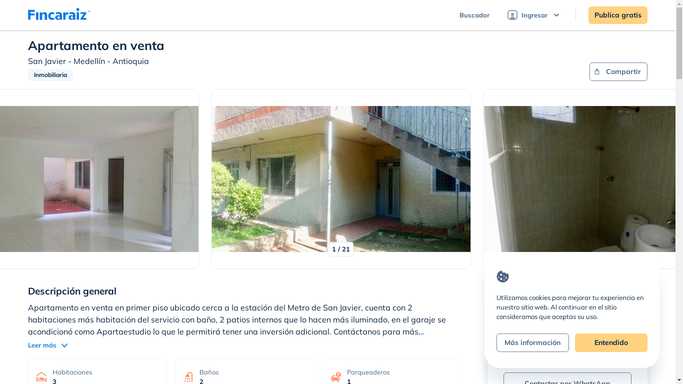 Fincaraiz
Buscador
Ingresar
Publica gratis
Apartamento en venta
San Javier - Medellín - Antioquia
Inmobiliaria
Compartir
1 / 21
Descripción general
Apartamento en venta en primer piso ubicado cerca a la estación del Metro de San Javier, cuenta con 2
habitaciones más habitación del servicio con baño, 2 patios internos que lo hacen más iluminado, en el garaje se
acondicionó como Apartaestudio lo que le permitirá tener una inversión adicional. Contáctanos para más...
Leer más
Habitaciones
3
Baños
2
Parqueaderos
1
Utilizamos cookies para mejorar tu experiencia en
nuestro sitio web. Al continuar en el sitio
consideramos que aceptas su uso.
Más información
Entendido
Contactar por WhatsApp